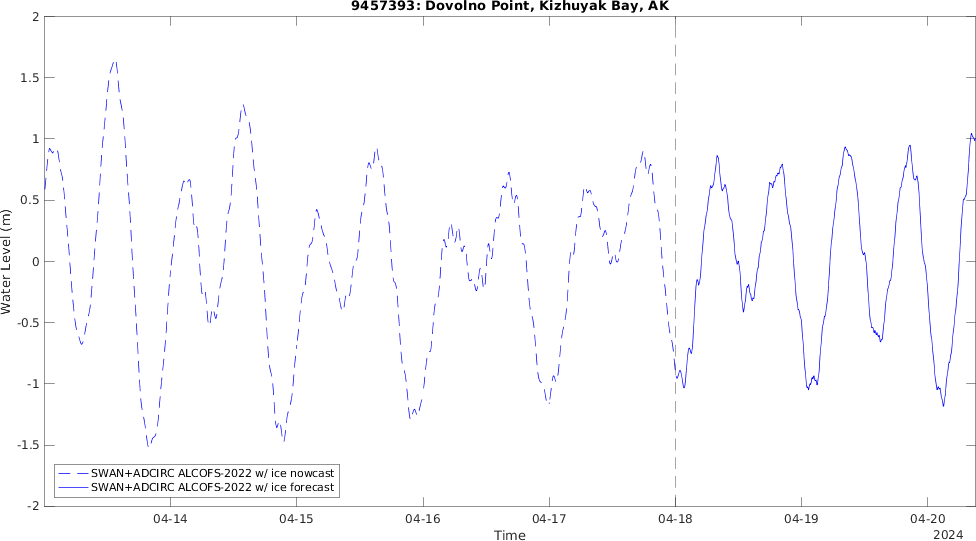 9457393: Dovolno Point, Kizhuyak Bay, AK
Water Level (m)
2
1.5
1
0.5
0
-0.5
-1
-1.5
-2
SWAN+ADCIRC ALCOFS-2022 w/ ice nowcast
SWAN+ADCIRC ALCOFS-2022 w/ ice forecast
04-14 04-15 04-16 04-17 04-18 04-19 04-20
Time
2024